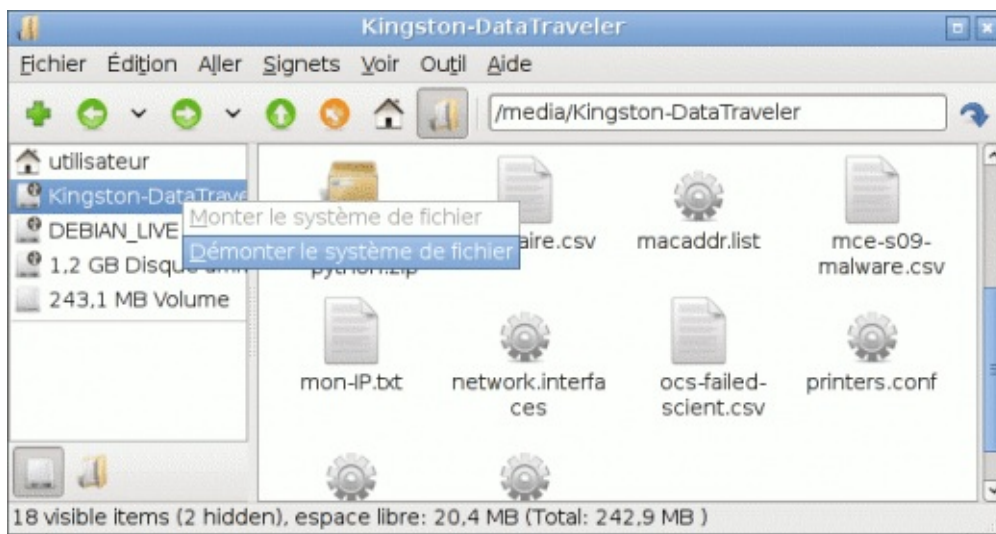 Kingston-DataTraveler
Fichier Édition Aller Signets Voir Outil Aide
/media/Kingston-DataTraveler
utilisateur
Kingston-DataTrave
DEBIAN_LIVE
1,2 GB
243,1 MB Volume
Monter le système de fichier
Démonter le système de fichier
python.zip
aire.csv
macaddr.list
mce-s09-
malware.csv
mon-IP.txt
network.interfa
ces
ocs-failed-
scient.csv
printers.conf
18 visible items (2 hidden), espace libre: 20,4 MB (Total: 242,9 MB )